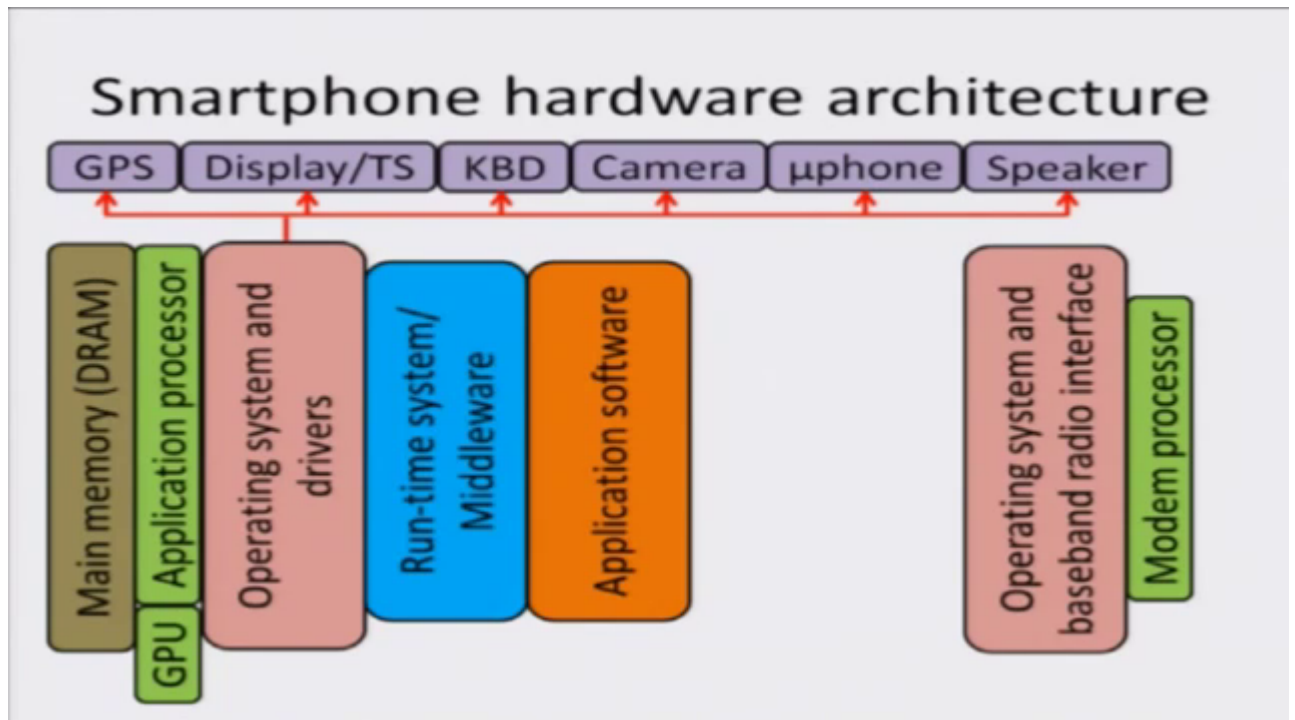 Smartphone hardware architecture
GPS
Display/TS
KBD
Camera
μphone
Speaker
Main memory (DRAM)
Application processor
GPU
Operating system and
drivers
Run-time system/
Middleware
Application software
Operating system and
baseband radio interface
Modem processor